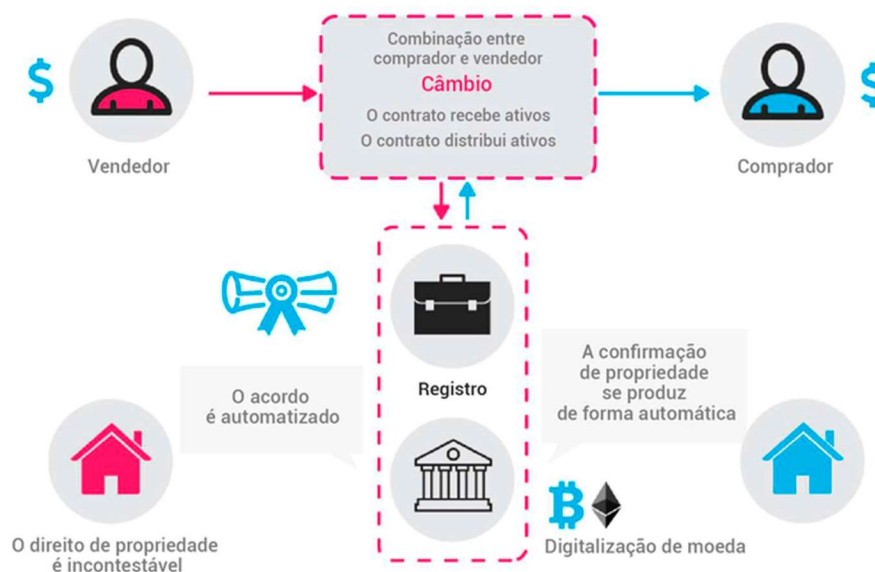 Combinação entre
comprador e vendedor
Câmbio
O contrato recebe ativos
O contrato distribui ativos
$
$
Vendedor
Comprador
Registro
O acordo
é automatizado
A confirmação
de propriedade
se produz
de forma automática
O direito de propriedade
é incontestável
Digitalização de moeda